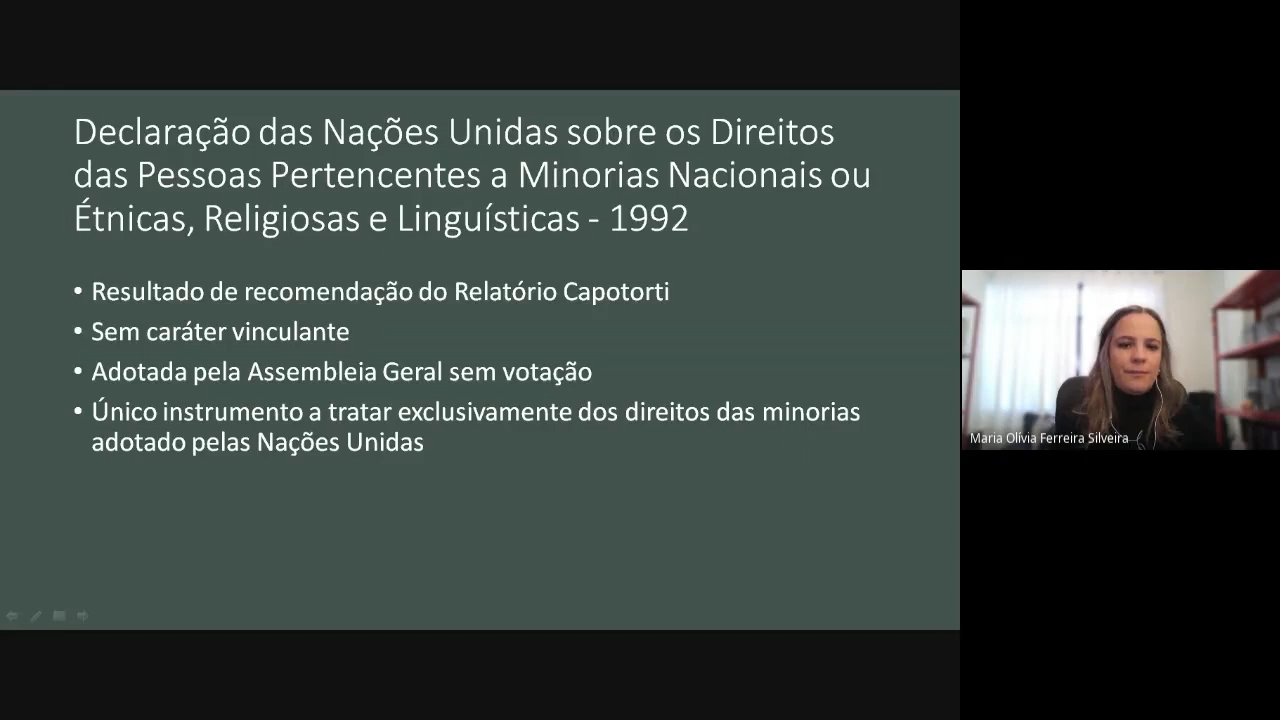 Declaração das Nações Unidas sobre os Direitos
das Pessoas Pertencentes a Minorias Nacionais ou
Étnicas, Religiosas e Linguísticas - 1992
• Resultado de recomendação do Relatório Capotorti
• Sem caráter vinculante
• Adotada pela Assembleia Geral sem votação
• Único instrumento a tratar exclusivamente dos direitos das minorias
adotado pelas Nações Unidas
Maria Olívia Ferreira Silveira